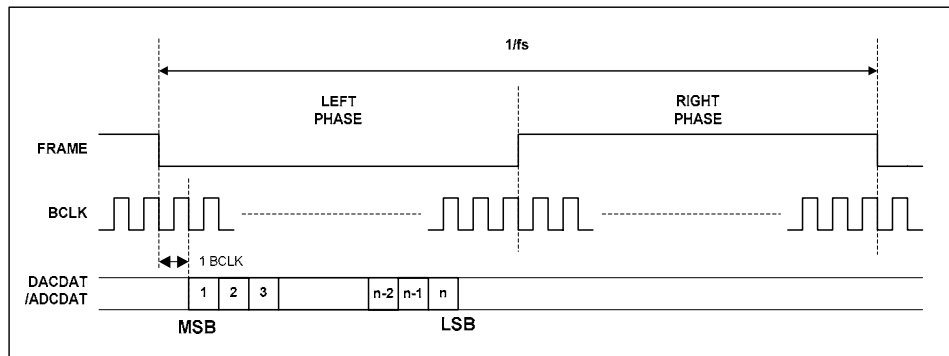 1/fs
LEFT
PHASE
RIGHT
PHASE
FRAME
BCLK
1 BCLK
DACDAT
/ADCDAT
1 2 3 n-2 n-1 n
MSB LSB